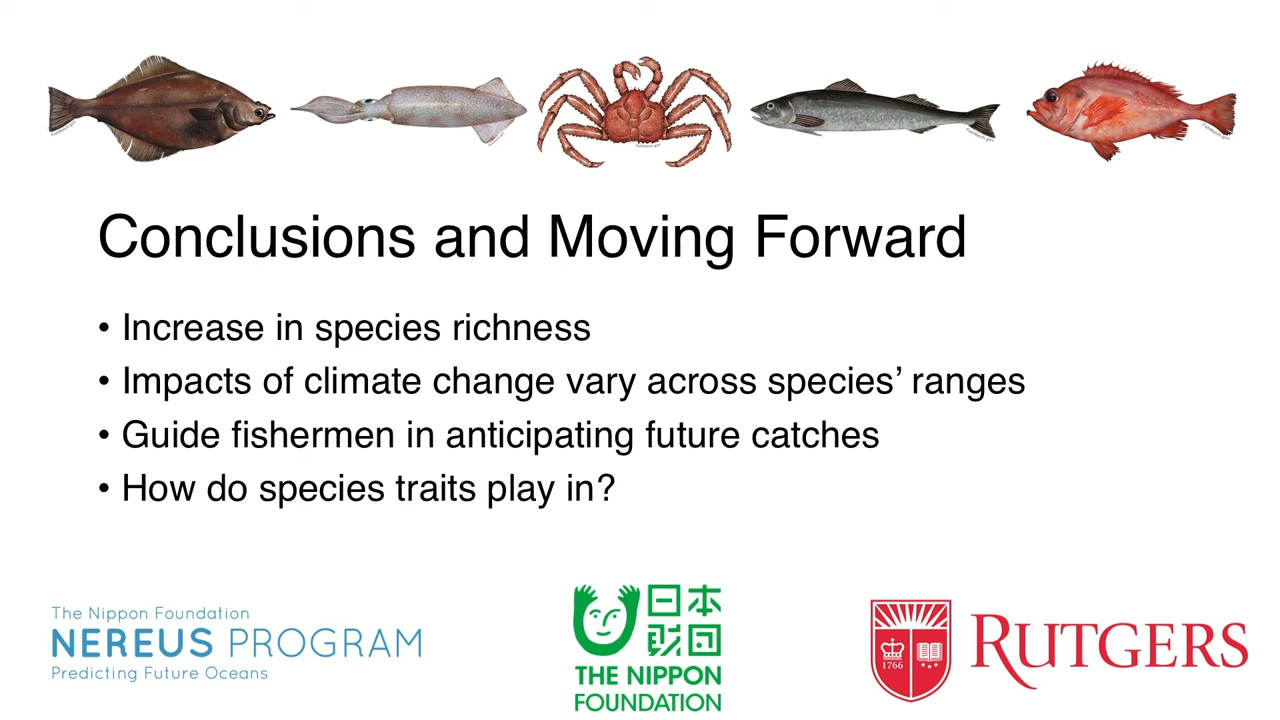 Conclusions and Moving Forward
• Increase in species richness
• Impacts of climate change vary across species’ ranges
• Guide fishermen in anticipating future catches
• How do species traits play in?
The Nippon Foundation
NEREUS PROGRAM
Predicting Future Oceans
日本
財団
THE NIPPON
FOUNDATION
1766
RUTGERS